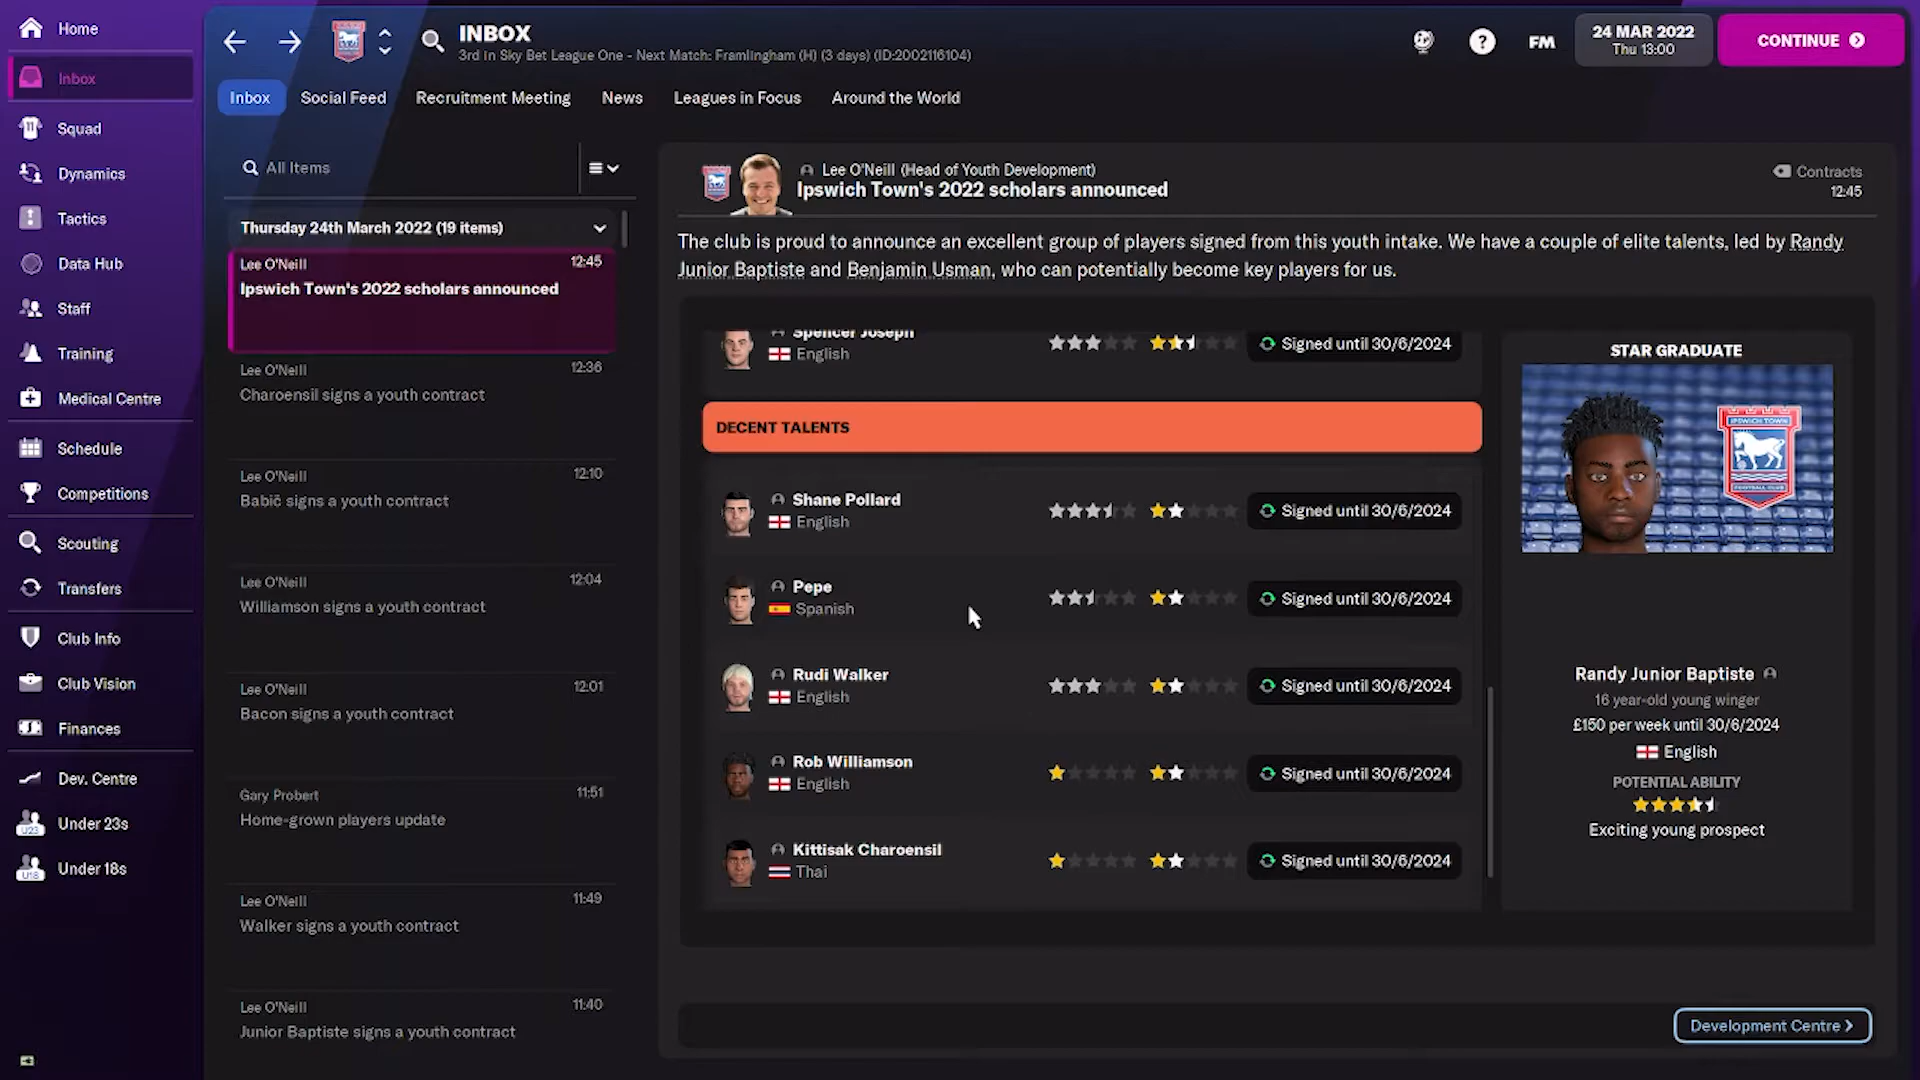 Home
Inbox
Squad
Dynamics
Tactics
Data Hub
Staff
Training
Medical Centre
Schedule
Competitions
Scouting
Transfers
Club Info
Club Vision
Finances
Dev. Centre
U23
Under 23s
U18
Under 18s
INBOX
3rd in Sky Bet League One - Next Match: Framlingham (H) (3 days) (ID:2002116104)
?
FM
24 MAR 2022
Thu 13:00
CONTINUE
Inbox
Social Feed
Recruitment Meeting
News
Leagues in Focus
Around the World
All Items
Thursday 24th March 2022 (19 items)
Lee O'Neill
12:45
Ipswich Town's 2022 scholars announced
Lee O'Neill
12:36
Charoensil signs a youth contract
Lee O'Neill
12:10
Babič signs a youth contract
Lee O'Neill
12:04
Williamson signs a youth contract
Lee O'Neill
12:01
Bacon signs a youth contract
Gary Probert
11:51
Home-grown players update
Lee O'Neill
11:49
Walker signs a youth contract
Lee O'Neill
11:40
Junior Baptiste signs a youth contract
Lee O'Neill (Head of Youth Development)
Ipswich Town's 2022 scholars announced
Contracts
12:45
The club is proud to announce an excellent group of players signed from this youth intake. We have a couple of elite talents, led by Randy
Junior Baptiste and Benjamin Usman, who can potentially become key players for us.
Spencer Joseph
English
Signed until 30/6/2024
DECENT TALENTS
Shane Pollard
English
Signed until 30/6/2024
Pepe
Spanish
Signed until 30/6/2024
Rudi Walker
English
Signed until 30/6/2024
Rob Williamson
English
Signed until 30/6/2024
Kittisak Charoensil
Thai
Signed until 30/6/2024
STAR GRADUATE
IPSWICH TOWN
FOOTBALL CLUB
Randy Junior Baptiste
16 year-old young winger
£150 per week until 30/6/2024
English
POTENTIAL ABILITY
Exciting young prospect
Development Centre >